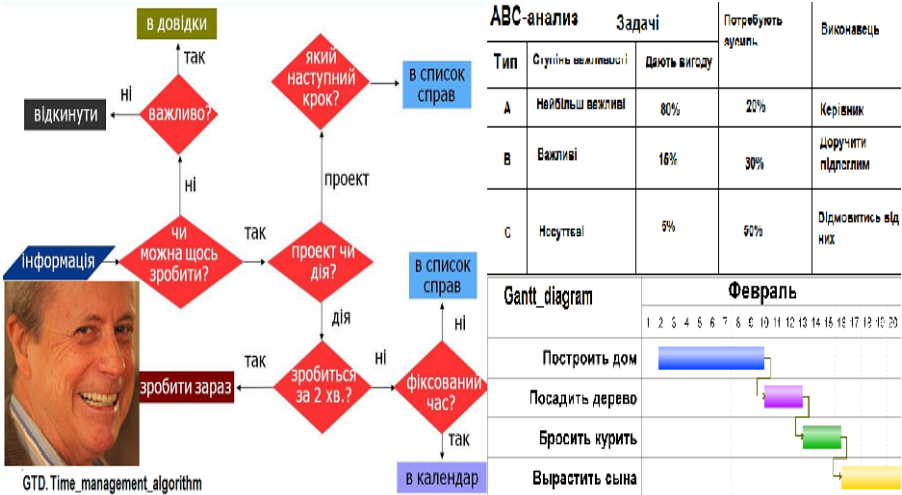 в довідки
так
ні
відкинути
важливо?
ні
інформація
чи
можна щось
зробити?
так
який
наступний
крок?
в список
справ
проект
проект чи
дія?
дія
в список
справ
ні
так
зробити зараз
зробиться
за 2 хв.?
ні
фіксований
час?
так
в календар
GTD. Time_management_algorithm
ABC-анализ
Задачі
Потребують
зусиль
Виконавець
Тип
Ступінь важливості
Дають вигоду
A
Найбільш важливі
80%
20%
Керівник
B
Важливі
15%
30%
Доручити
підлеглим
C
Несуттєві
5%
50%
Відмовитись від
них
Gantt_diagram
Февраль
1 2 3 4 5 6 7 8 9 10 11 12 13 14 15 16 17 18 19 20
Построить дом
Посадить дерево
Бросить курить
Вырастить сына